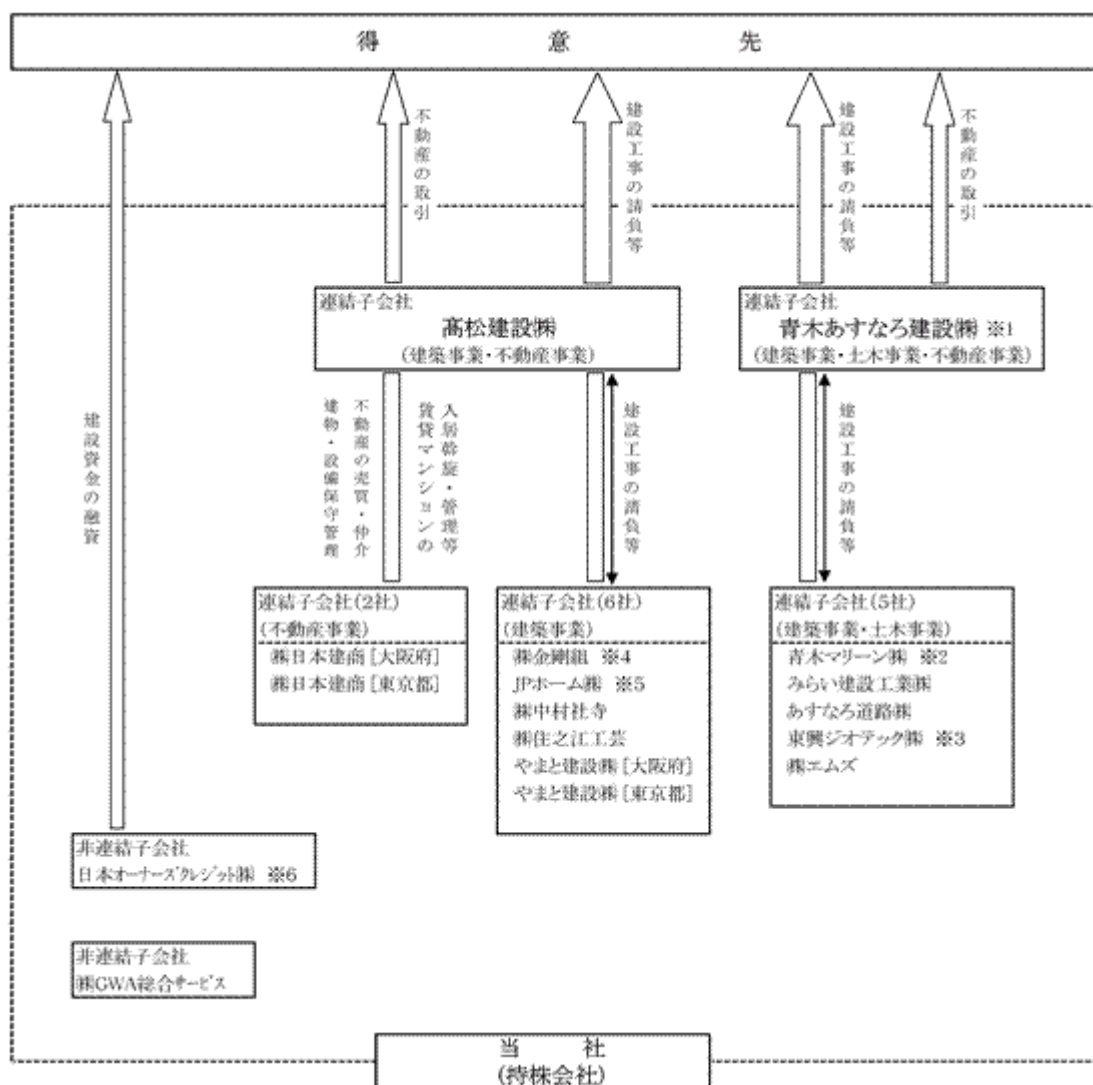 得意先
不動産の取引
建設工事の請負等
建設工事の請負等
不動産の取引
連結子会社
髙松建設㈱
(建築事業・不動産事業)
連結子会社
青木あすなろ建設㈱ ※1
(建築事業・土木事業・不動産事業)
建設資金の融資
賃貸マンションの
入居斡旋・管理等
不動産の売買・仲介
建物・設備保守管理
建設工事の請負等
建設工事の請負等
連結子会社(2社)
(不動産事業)
㈱日本建商 [大阪府]
㈱日本建商 [東京都]
連結子会社(6社)
(建築事業)
㈱金剛組 ※4
JPホーム㈱ ※5
㈱中村社寺
㈱住之江工芸
やまと建設㈱ [大阪府]
やまと建設㈱ [東京都]
連結子会社(5社)
(建築事業・土木事業)
青木マリーン㈱ ※2
みらい建設工業㈱
あすなろ道路㈱
東興ジオテック㈱ ※3
㈱エムズ
非連結子会社
日本オーナーズクレジット㈱ ※6
非連結子会社
㈱GWA総合サービス
当社
(持株会社)